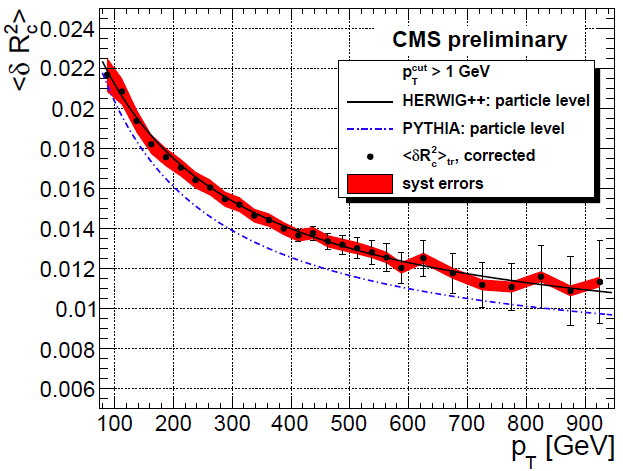 <δ R_c^2>
0.024
0.022
0.02
0.018
0.016
0.014
0.012
0.01
0.008
0.006
CMS preliminary
p_T^cut > 1 GeV
HERWIG++: particle level
PYTHIA: particle level
<δR_c^2>_tr, corrected
syst errors
100 200 300 400 500 600 700 800 900
p_T [GeV]